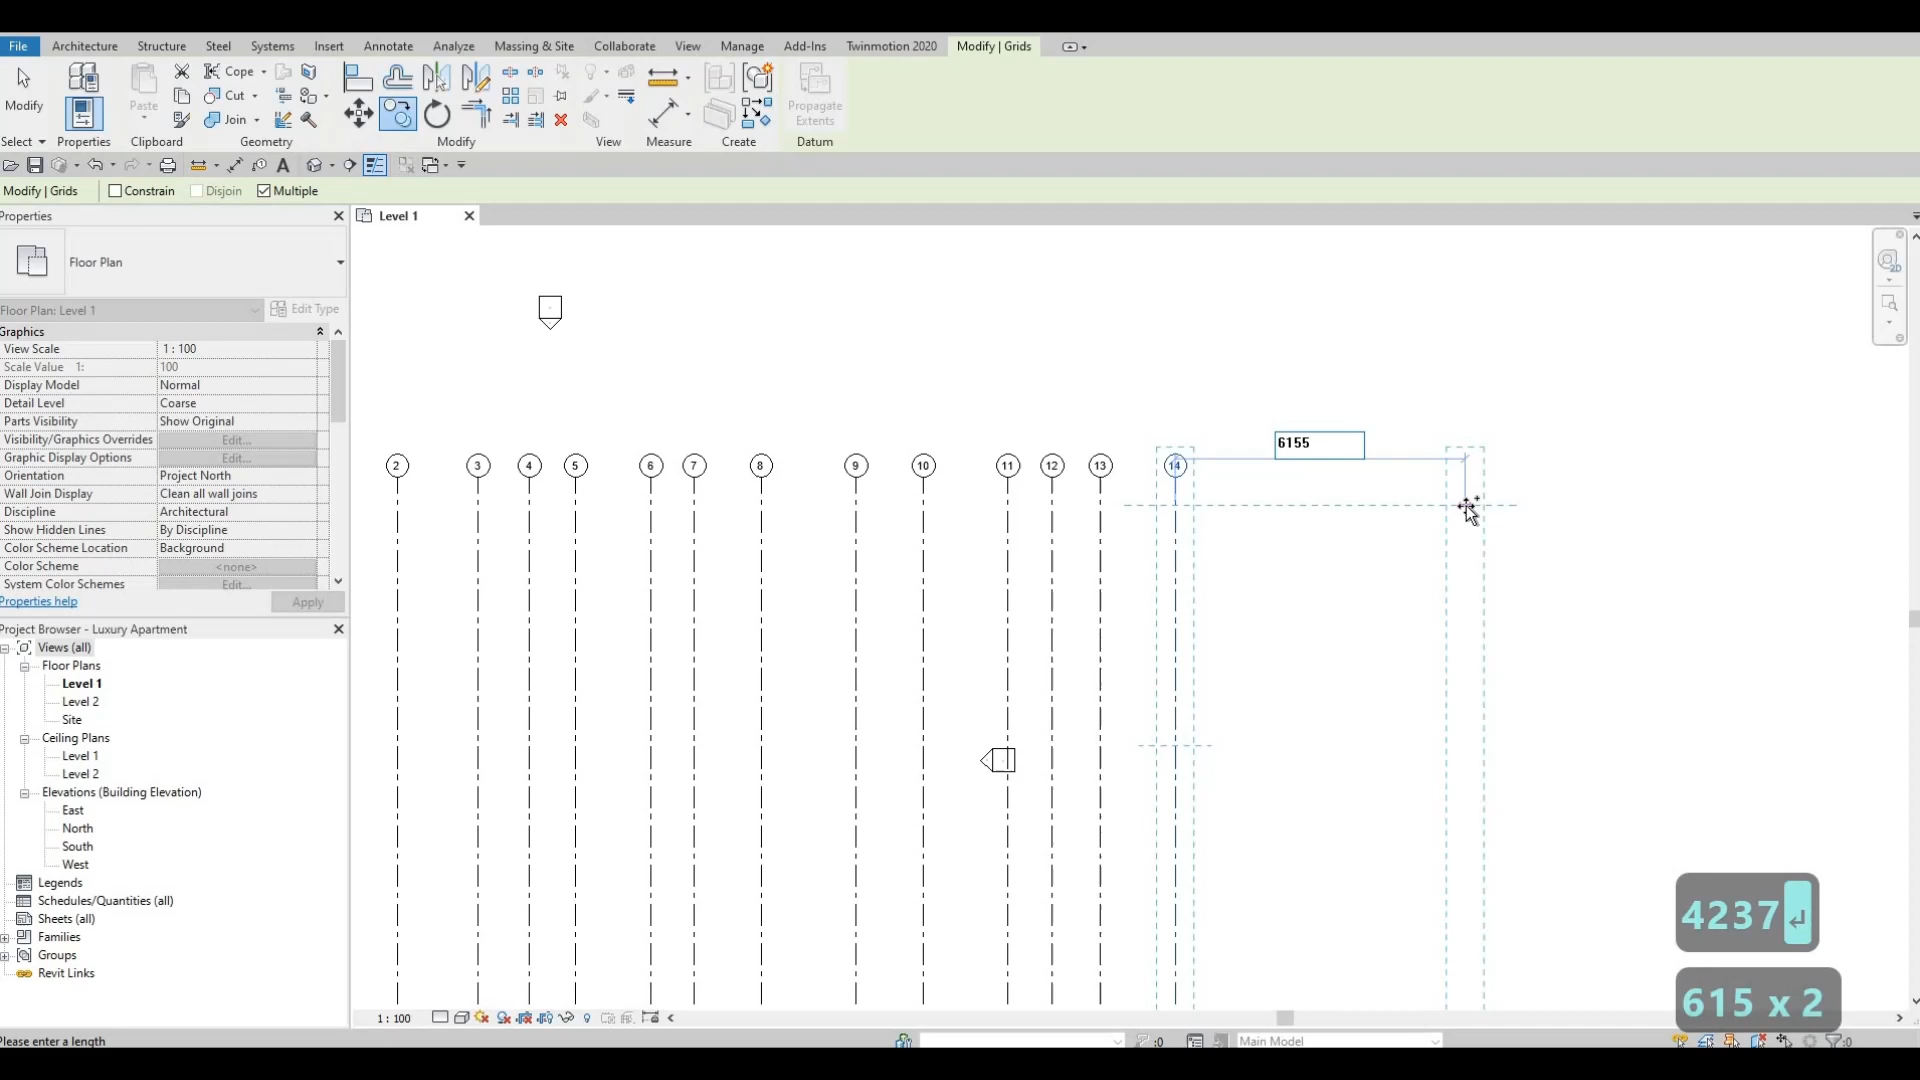 File Architecture Structure Steel Systems Insert Annotate Analyze Massing & Site Collaborate View Manage Add-Ins Twinmotion 2020 Modify | Grids
Modify
Paste
Cope
Cut
Join
Propagate
Extents
Select Properties Clipboard Geometry Modify View Measure Create Datum
Modify | Grids Constrain Disjoin Multiple
Properties
Level 1
Floor Plan
Floor Plan: Level 1 Edit Type
Graphics
View Scale 1 : 100
Scale Value 1: 100
Display Model Normal
Detail Level Coarse
Parts Visibility Show Original
Visibility/Graphics Overrides Edit...
Graphic Display Options Edit...
Orientation Project North
Wall Join Display Clean all wall joins
Discipline Architectural
Show Hidden Lines By Discipline
Color Scheme Location Background
Color Scheme <none>
System Color Schemes Edit...
Properties help Apply
Project Browser - Luxury Apartment
Views (all)
Floor Plans
Level 1
Level 2
Site
Ceiling Plans
Level 1
Level 2
Elevations (Building Elevation)
East
North
South
West
Legends
Schedules/Quantities (all)
Sheets (all)
Families
Groups
Revit Links
6155
2 3 4 5 6 7 8 9 10 11 12 13 14
2D
4237
615 x 2
1 : 100
Please enter a length
:0
Main Model
:0